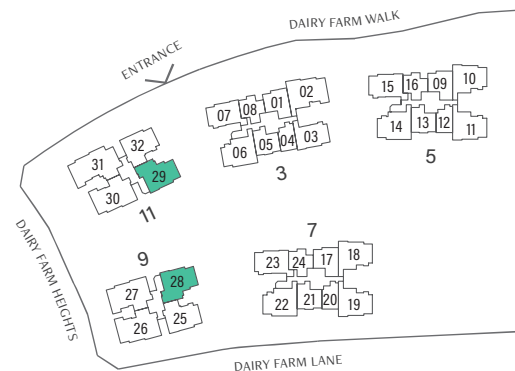 DAIRY FARM WALK
ENTRANCE
07 08 01 02
06 05 04 03
3
15 16 09 10
14 13 12 11
5
31 32
30 29
11
9
27 28
26 25
7
23 24 17 18
22 21 20 19
DAIRY FARM HEIGHTS
DAIRY FARM LANE